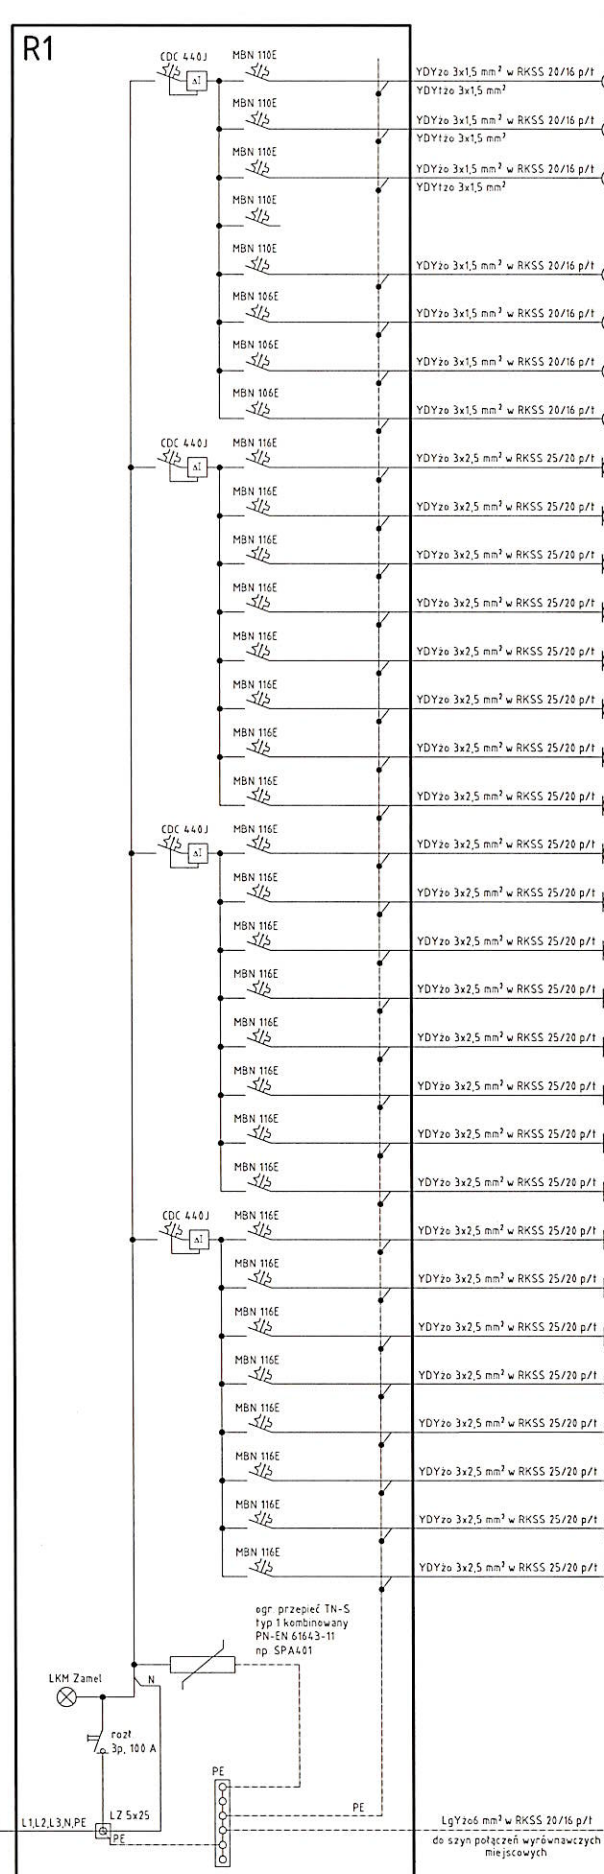 R1
CDC 440J
ΔI
MBN 110E
YDYżo 3x1,5 mm² w RKSS 20/16 p/t
YDYtżo 3x1,5 mm²
MBN 110E
YDYżo 3x1,5 mm² w RKSS 20/16 p/t
YDYtżo 3x1,5 mm²
MBN 110E
YDYżo 3x1,5 mm² w RKSS 20/16 p/t
YDYtżo 3x1,5 mm²
MBN 110E
MBN 110E
YDYżo 3x1,5 mm² w RKSS 20/16 p/t
MBN 106E
YDYżo 3x1,5 mm² w RKSS 20/16 p/t
MBN 106E
YDYżo 3x1,5 mm² w RKSS 20/16 p/t
MBN 106E
YDYżo 3x1,5 mm² w RKSS 20/16 p/t
CDC 440J
ΔI
MBN 116E
YDYżo 3x2,5 mm² w RKSS 25/20 p/t
MBN 116E
YDYżo 3x2,5 mm² w RKSS 25/20 p/t
MBN 116E
YDYżo 3x2,5 mm² w RKSS 25/20 p/t
MBN 116E
YDYżo 3x2,5 mm² w RKSS 25/20 p/t
MBN 116E
YDYżo 3x2,5 mm² w RKSS 25/20 p/t
MBN 116E
YDYżo 3x2,5 mm² w RKSS 25/20 p/t
MBN 116E
YDYżo 3x2,5 mm² w RKSS 25/20 p/t
MBN 116E
YDYżo 3x2,5 mm² w RKSS 25/20 p/t
CDC 440J
ΔI
MBN 116E
YDYżo 3x2,5 mm² w RKSS 25/20 p/t
MBN 116E
YDYżo 3x2,5 mm² w RKSS 25/20 p/t
MBN 116E
YDYżo 3x2,5 mm² w RKSS 25/20 p/t
MBN 116E
YDYżo 3x2,5 mm² w RKSS 25/20 p/t
MBN 116E
YDYżo 3x2,5 mm² w RKSS 25/20 p/t
MBN 116E
YDYżo 3x2,5 mm² w RKSS 25/20 p/t
MBN 116E
YDYżo 3x2,5 mm² w RKSS 25/20 p/t
MBN 116E
YDYżo 3x2,5 mm² w RKSS 25/20 p/t
CDC 440J
ΔI
MBN 116E
YDYżo 3x2,5 mm² w RKSS 25/20 p/t
MBN 116E
YDYżo 3x2,5 mm² w RKSS 25/20 p/t
MBN 116E
YDYżo 3x2,5 mm² w RKSS 25/20 p/t
MBN 116E
YDYżo 3x2,5 mm² w RKSS 25/20 p/t
MBN 116E
YDYżo 3x2,5 mm² w RKSS 25/20 p/t
MBN 116E
YDYżo 3x2,5 mm² w RKSS 25/20 p/t
MBN 116E
YDYżo 3x2,5 mm² w RKSS 25/20 p/t
MBN 116E
YDYżo 3x2,5 mm² w RKSS 25/20 p/t
ogr. przepięć TN-S
typ 1 kombinowany
PN-EN 61643-11
np. SPA401
LKM Zamel
N
rozł
3p, 100 A
PE
PE
L1,L2,L3,N,PE
LZ 5x25
PE
LgYżo6 mm² w RKSS 20/16 p/t
do szyn połączeń wyrównawczych
miejscowych